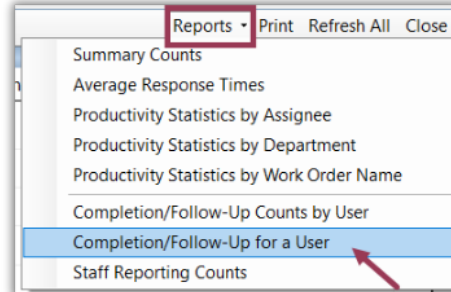 Reports Print Refresh All Close
Summary Counts
Average Response Times
Productivity Statistics by Assignee
Productivity Statistics by Department
Productivity Statistics by Work Order Name
Completion/Follow-Up Counts by User
Completion/Follow-Up for a User
Staff Reporting Counts